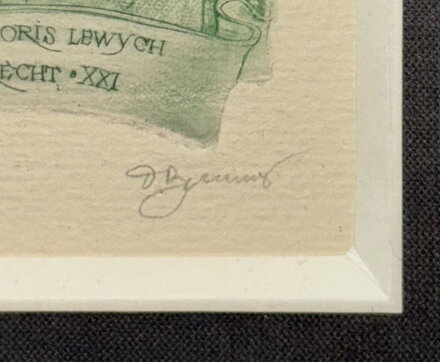 ORIS LEWYCH
ECHT • XXI